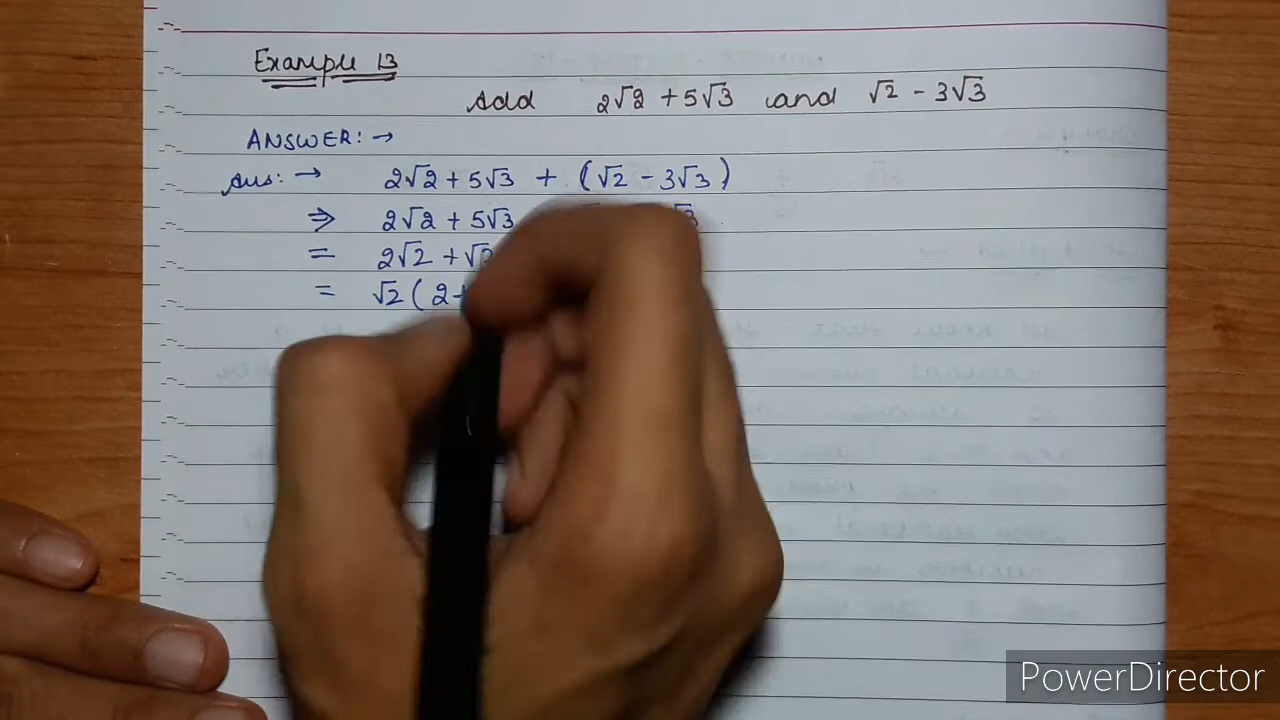 Example 13
Add 2√2 + 5√3 and √2 - 3√3
ANSWER: →
Ans: → 2√2 + 5√3 + (√2 - 3√3)
⇒ 2√2 + 5√3
= 2√2 + √2
= √2 ( 2+
PowerDirector